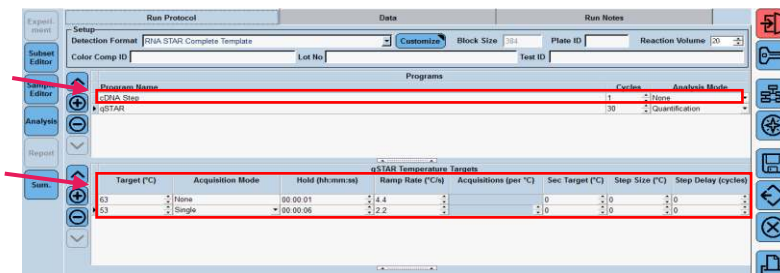 Experi-
ment
Subset
Editor
Sample
Editor
Analysis
Report
Sum.
Run Protocol Data Run Notes
Setup
Detection Format RNA STAR Complete Template Customize Block Size 384 Plate ID Reaction Volume 20
Color Comp ID Lot No Test ID
Programs
Program Name Cycles Analysis Mode
cDNA Step 1 None
qSTAR 30 Quantification
qSTAR Temperature Targets
Target (°C) Acquisition Mode Hold (hh:mm:ss) Ramp Rate (°C/s) Acquisitions (per °C) Sec Target (°C) Step Size (°C) Step Delay (cycles)
63 None 00:00:01 4.4 0 0 0
53 Single 00:00:06 2.2 0 0 0